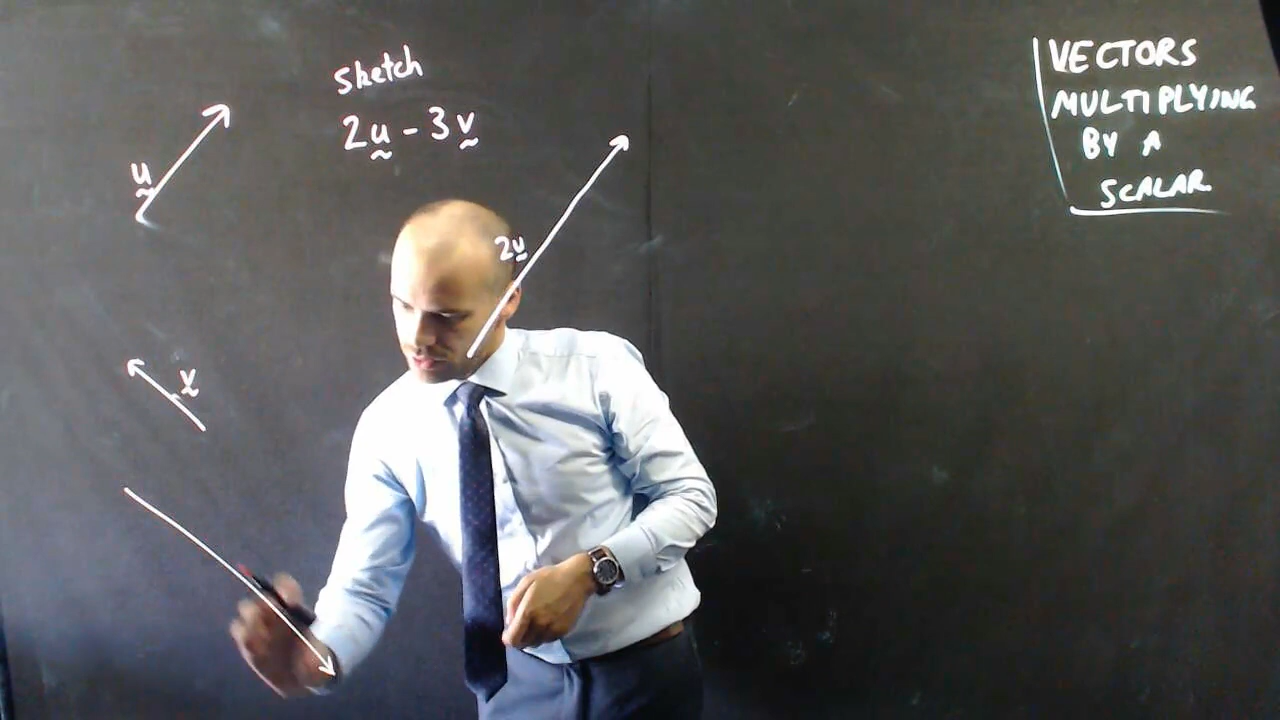 Sketch
2u - 3v
u
2u
v
VECTORS
MULTIPLYING
BY A
SCALAR